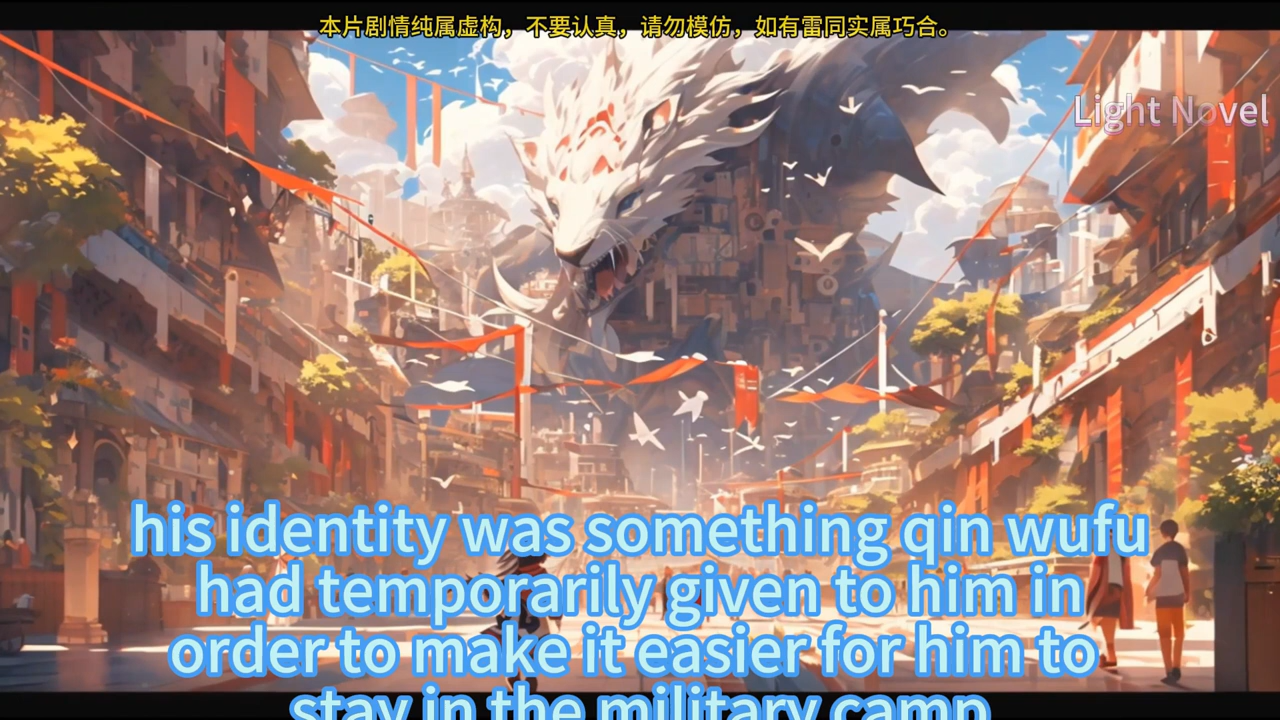 本片剧情纯属虚构，不要认真，请勿模仿，如有雷同实属巧合。
Light Novel
his identity was something qin wufu
had temporarily given to him in
order to make it easier for him to
stay in the military camp